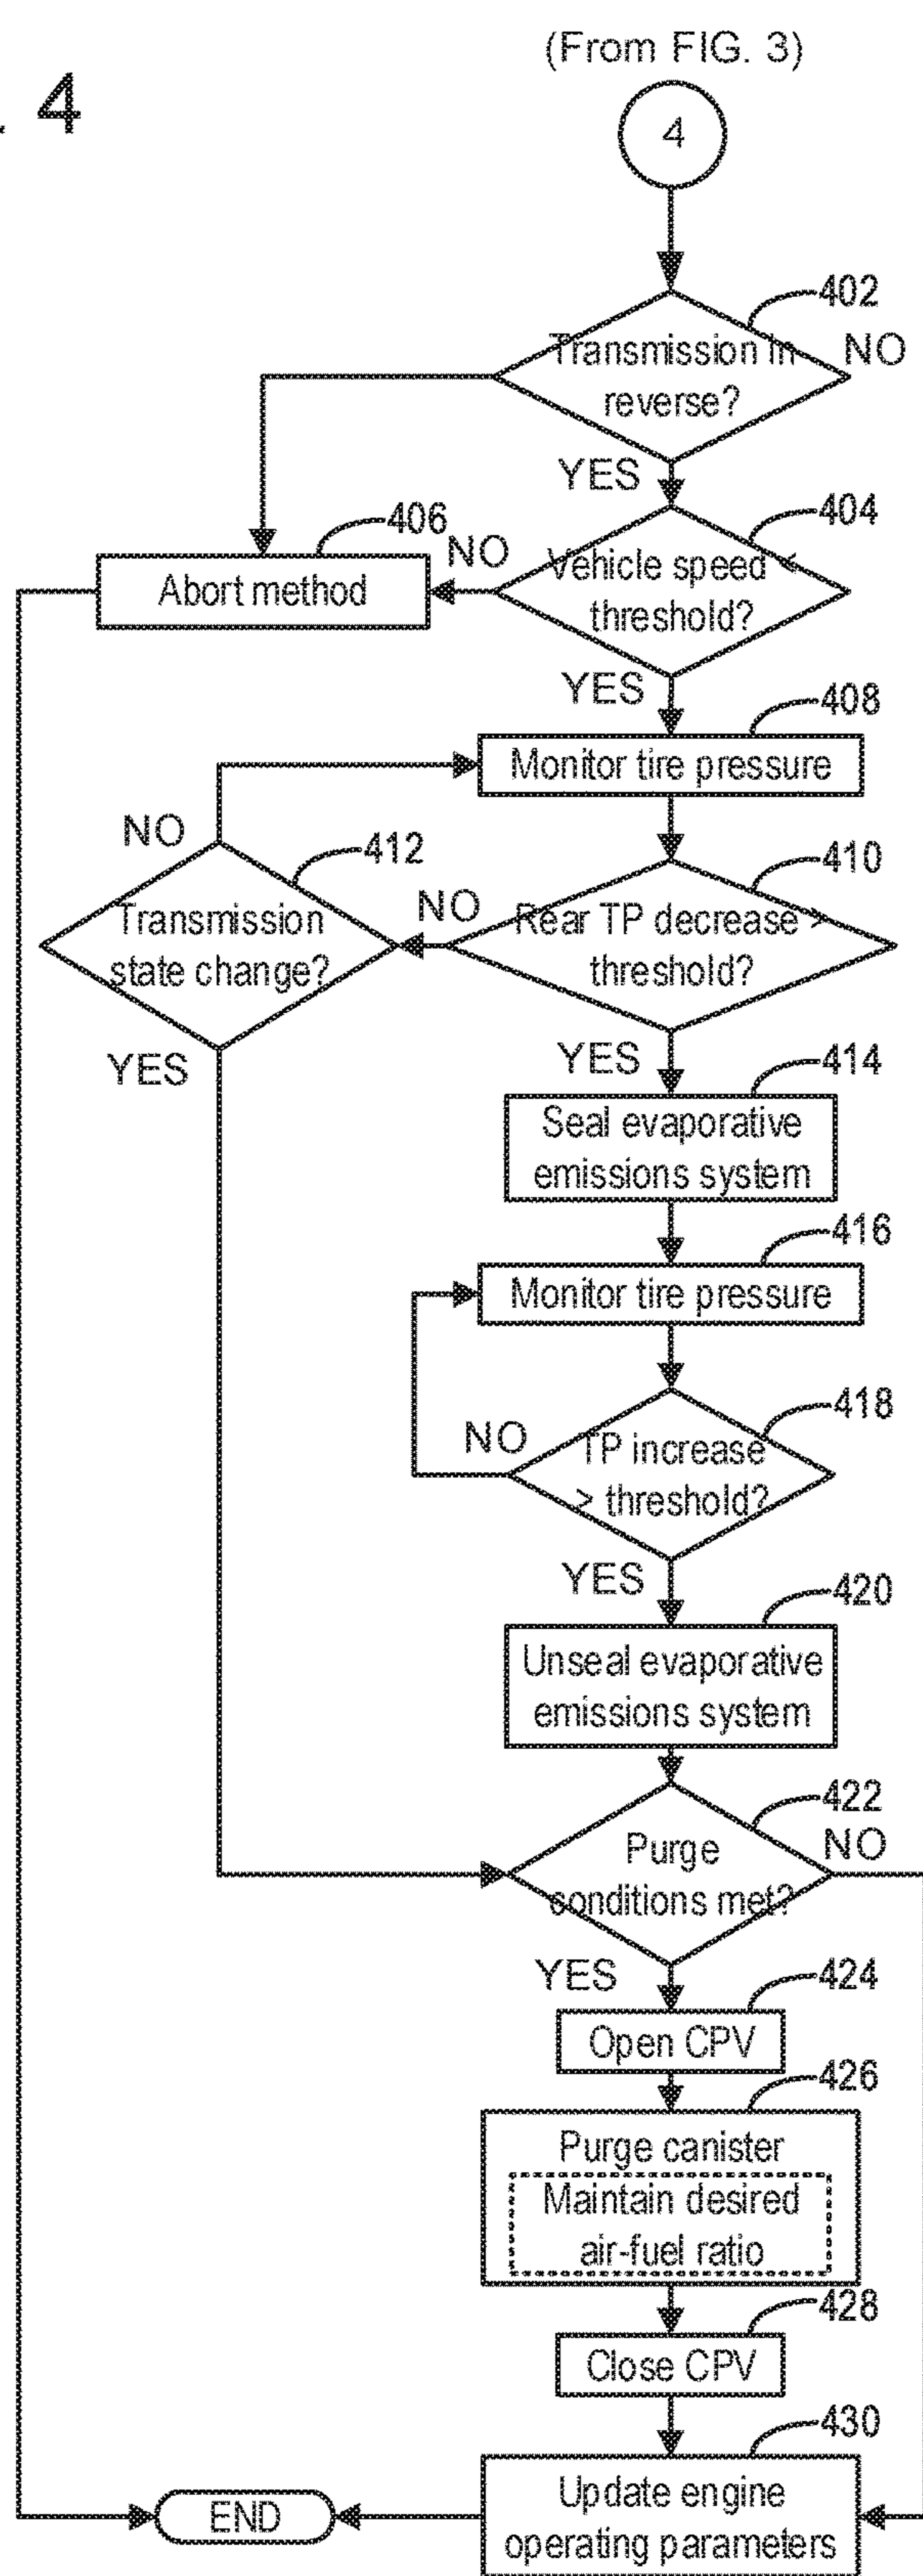 . 4
(From FIG. 3)
4
402
Transmission in
reverse?
NO
YES
404
Vehicle speed <
threshold?
NO
406
Abort method
YES
408
Monitor tire pressure
NO
412
Transmission
state change?
NO
410
Rear TP decrease >
threshold?
YES
YES
414
Seal evaporative
emissions system
416
Monitor tire pressure
418
TP increase
> threshold?
NO
YES
420
Unseal evaporative
emissions system
422
Purge
conditions met?
NO
YES
424
Open CPV
426
Purge canister
Maintain desired
air-fuel ratio
428
Close CPV
430
Update engine
operating parameters
END